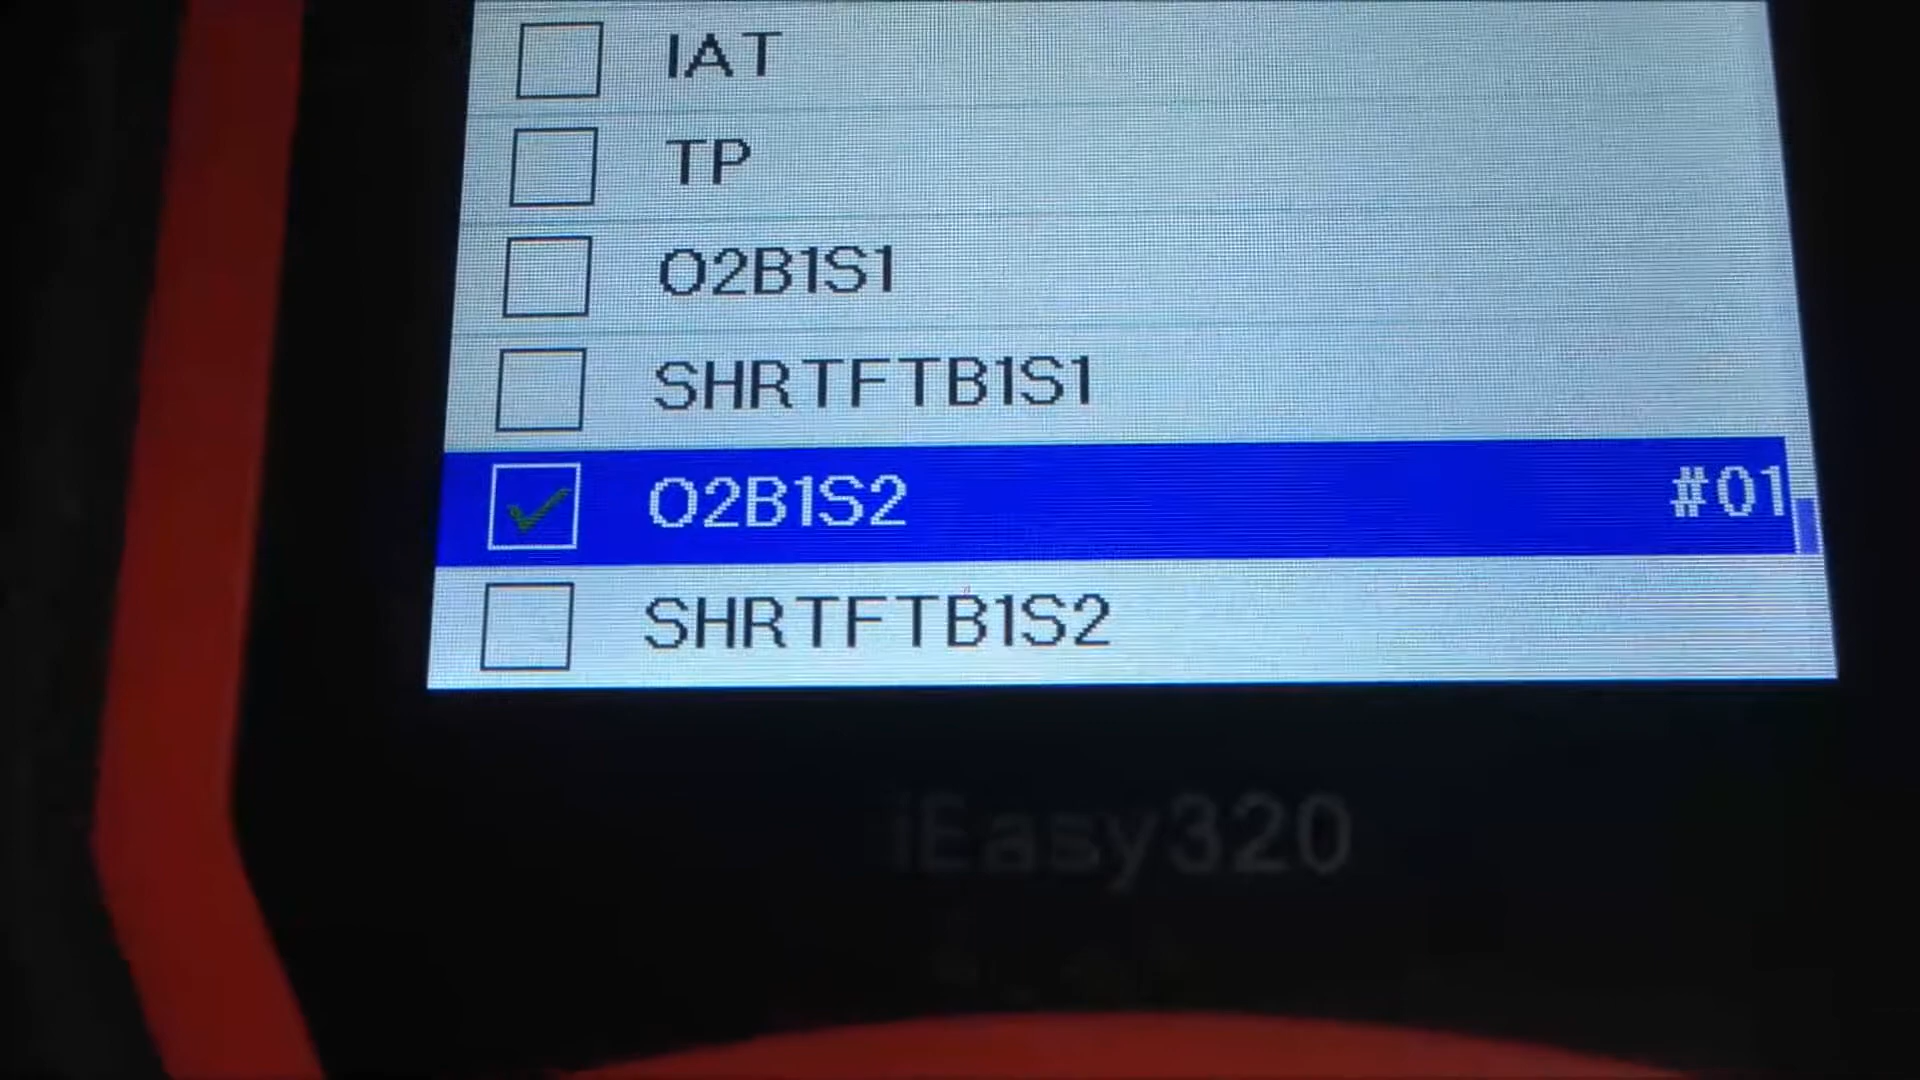 IAT
TP
O2B1S1
SHRTFTB1S1
O2B1S2 #01
SHRTFTB1S2
iEasy320